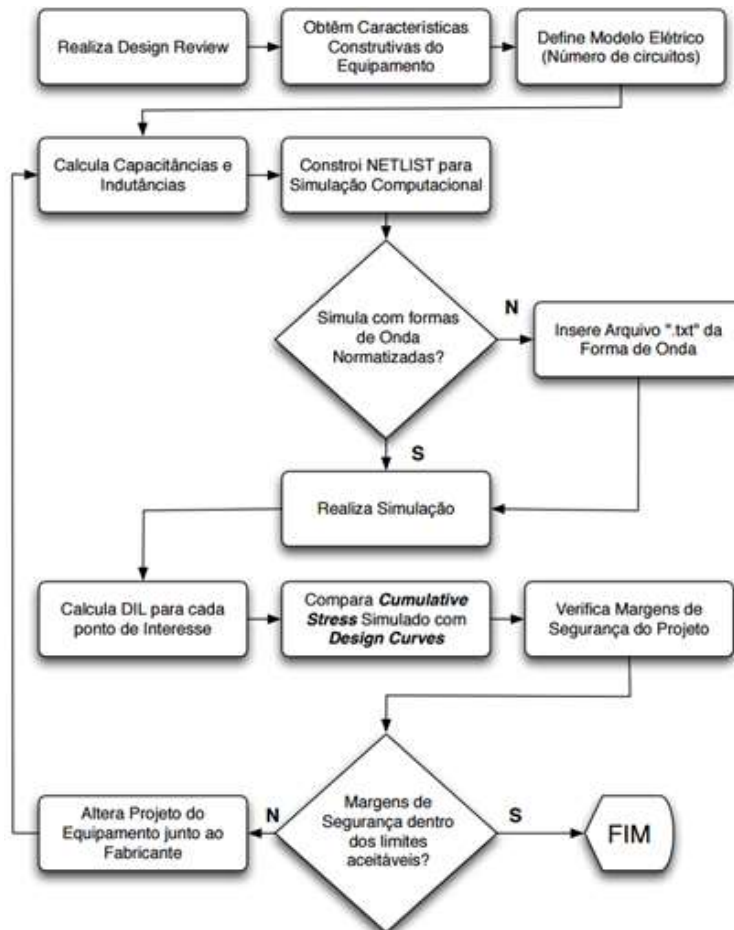 Realiza Design Review
Obtêm Características
Construtivas do
Equipamento
Define Modelo Elétrico
(Número de circuitos)
Calcula Capacitâncias e
Indutâncias
Constroi NETLIST para
Simulação Computacional
Simula com formas
de Onda
Normatizadas?
N
Insere Arquivo ".txt" da
Forma de Onda
S
Realiza Simulação
Calcula DIL para cada
ponto de Interesse
Compara Cumulative
Stress Simulado com
Design Curves
Verifica Margens de
Segurança do Projeto
Altera Projeto do
Equipamento junto ao
Fabricante
N
Margens de
Segurança dentro
dos limites
aceitáveis?
S
FIM